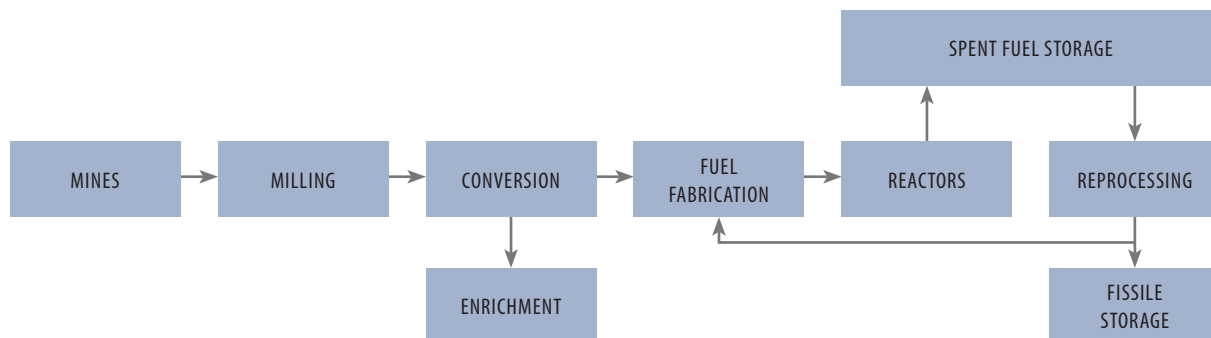 SPENT FUEL STORAGE
MINES
MILLING
CONVERSION
FUEL
FABRICATION
REACTORS
REPROCESSING
ENRICHMENT
FISSILE
STORAGE